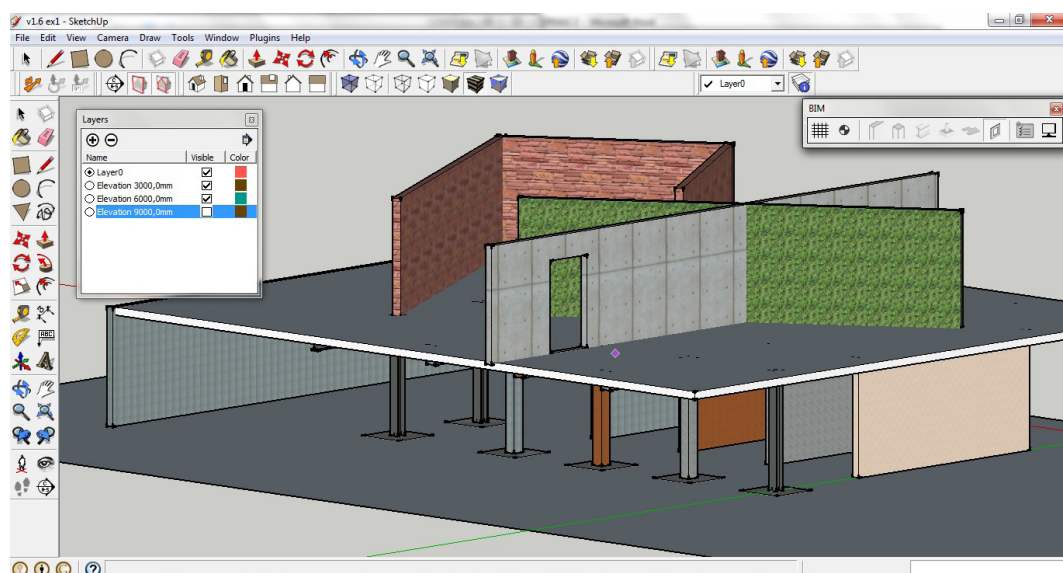 v1.6 ex1 - SketchUp
File Edit View Camera Draw Tools Window Plugins Help
Layer0
BIM
Layers
Name Visible Color
Layer0
Elevation 3000,0mm
Elevation 6000,0mm
Elevation 9000,0mm
ABC